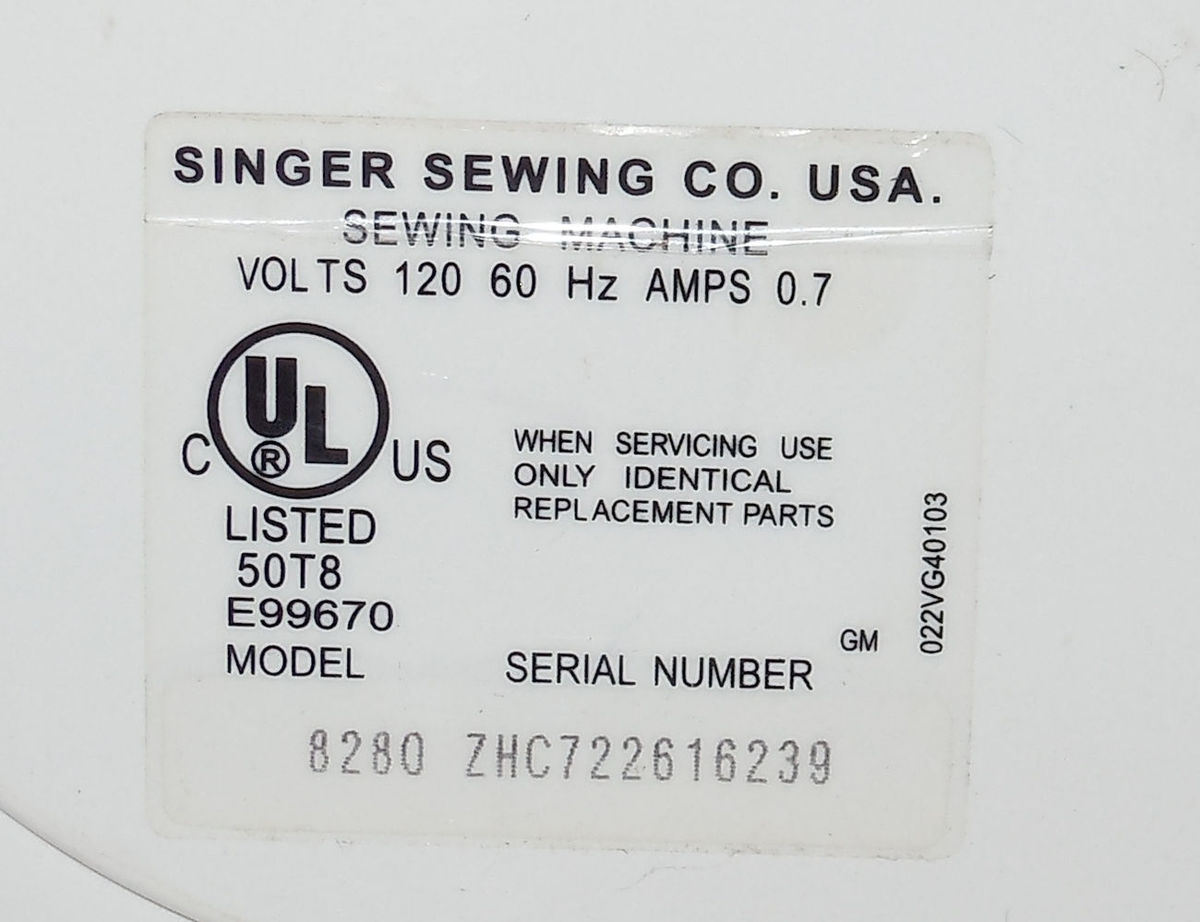 SINGER SEWING CO. USA.
SEWING MACHINE
VOLTS 120 60 Hz AMPS 0.7
UL
®
C US
LISTED
50T8
E99670
WHEN SERVICING USE
ONLY IDENTICAL
REPLACEMENT PARTS
022VG40103
GM
MODEL SERIAL NUMBER
8280 ZHC722616239